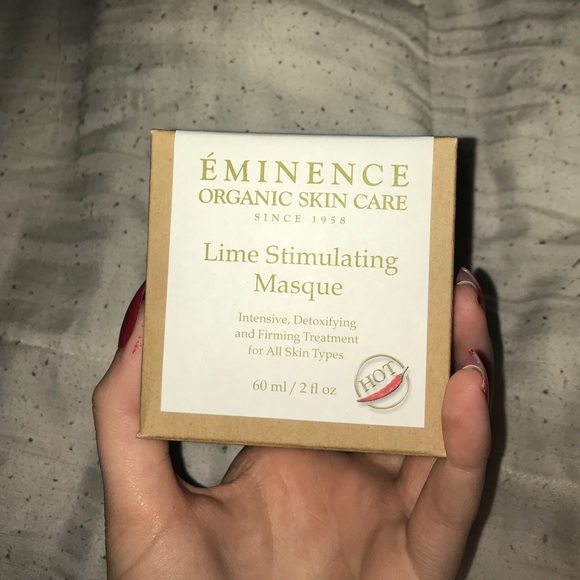 ÉMINENCE
ORGANIC SKIN CARE
SINCE 1958
Lime Stimulating
Masque
Intensive, Detoxifying
and Firming Treatment
for All Skin Types
60 ml / 2 fl oz
HOT